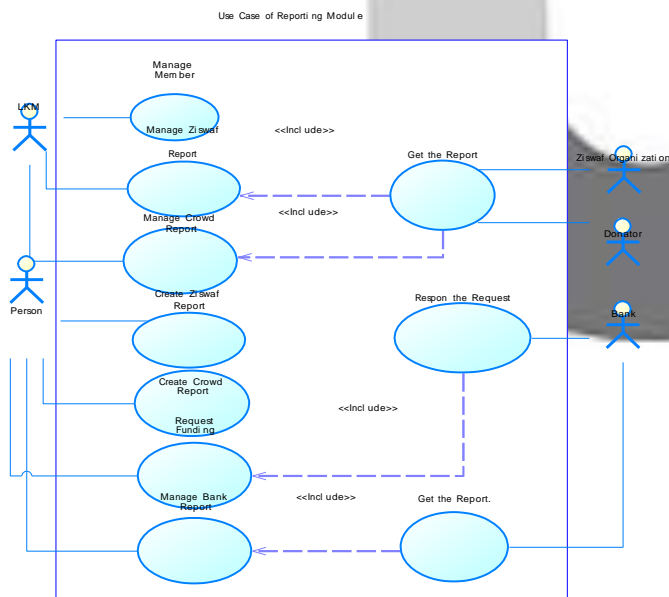 Use Case of Reporting Module
Manage
Member
LKM
Manage Ziswaf
Report
<<Include>>
Get the Report
Ziswaf Organization
Manage Crowd
Report
<<Include>>
Donator
Person
Create Ziswaf
Report
Respon the Request
Bank
Create Crowd
Report
<<Include>>
Request
Funding
Manage Bank
Report
<<Include>>
Get the Report.